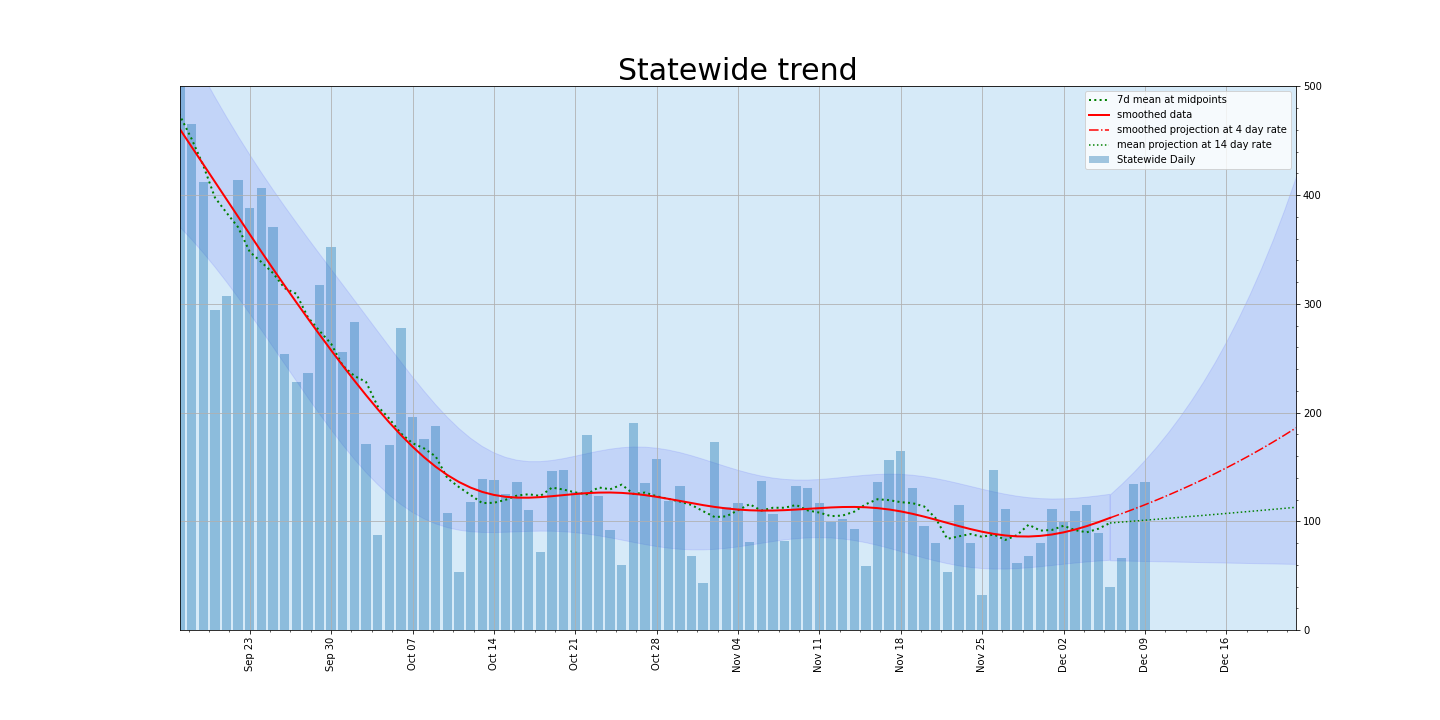 Statewide trend
7d mean at midpoints
smoothed data
smoothed projection at 4 day rate
mean projection at 14 day rate
Statewide Daily
500
400
300
200
100
0
Sep 23
Sep 30
Oct 07
Oct 14
Oct 21
Oct 28
Nov 04
Nov 11
Nov 18
Nov 25
Dec 02
Dec 09
Dec 16